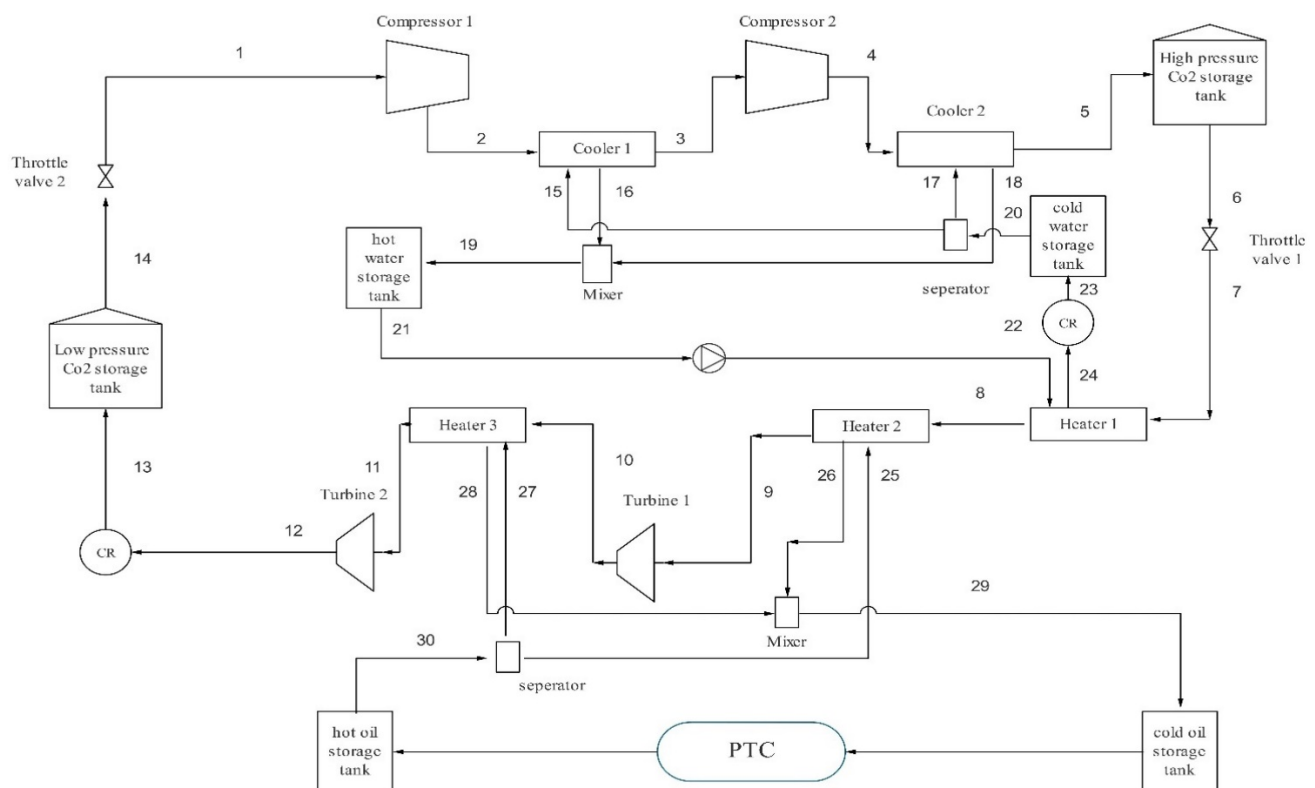 Compressor 1
Compressor 2
1
4
High pressure
Co2 storage
tank
Cooler 2
5
2
Cooler 1
3
Throttle
valve 2
15
16
17
18
6
20
cold
water
storage
tank
hot
water
storage
tank
19
Throttle
valve 1
14
Mixer
seperator
23
7
21
22
CR
Low pressure
Co2 storage
tank
24
8
Heater 3
Heater 2
Heater 1
13
11
10
26
25
28
27
9
Turbine 2
Turbine 1
12
CR
29
Mixer
30
seperator
hot oil
storage
tank
PTC
cold oil
storage
tank